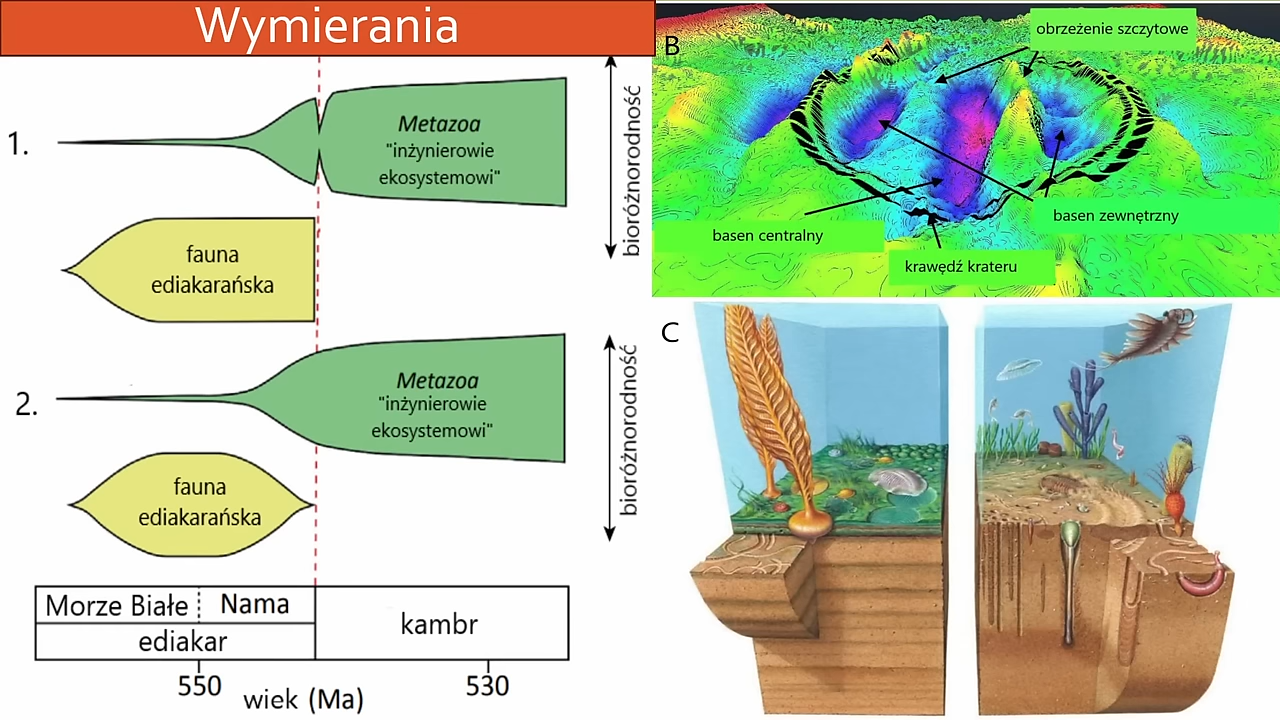 Wymierania
1.
Metazoa
"inżynierowie
ekosystemowi"
bioróżnorodność
fauna
ediakarańska
2.
Metazoa
"inżynierowie
ekosystemowi"
bioróżnorodność
fauna
ediakarańska
Morze Białe
Nama
ediakar
kambr
550
530
wiek (Ma)
B
obrzeżenie szczytowe
basen zewnętrzny
basen centralny
krawędź krateru
C